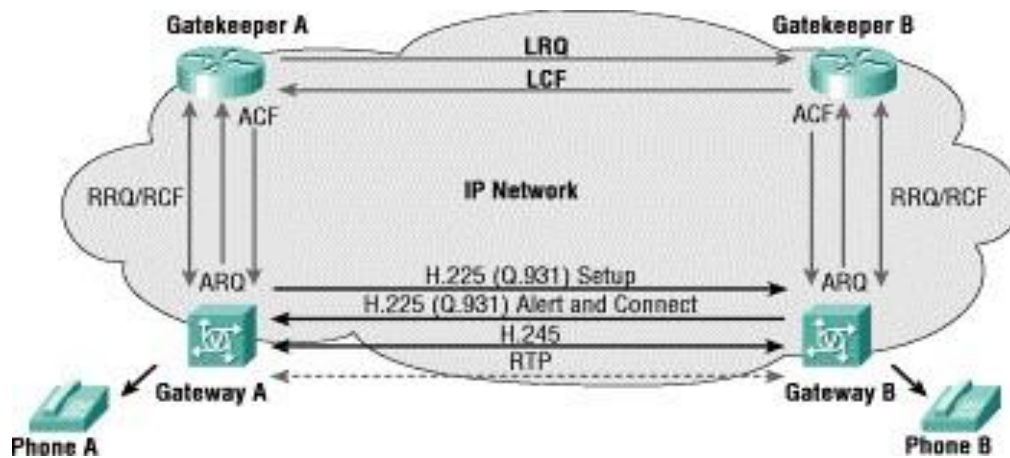 Gatekeeper A
Gatekeeper B
LRQ
LCF
ACF
ACF
RRQ/RCF
IP Network
RRQ/RCF
ARQ
ARQ
H.225 (Q.931) Setup
H.225 (Q.931) Alert and Connect
H.245
RTP
Gateway A
Gateway B
Phone A
Phone B